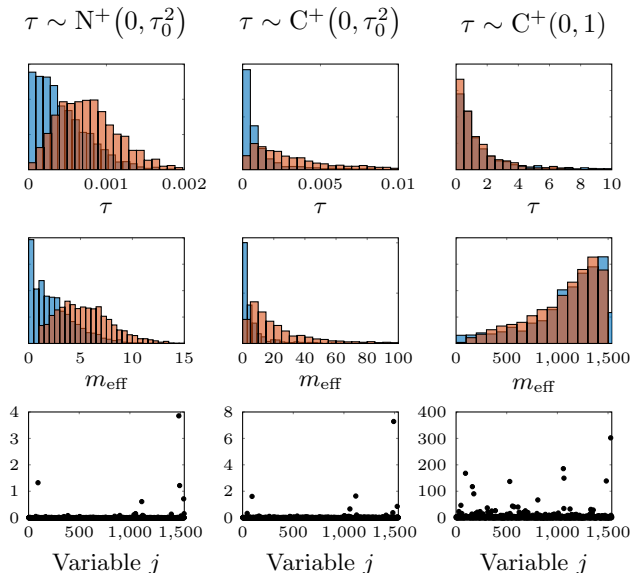 τ ∼ N⁺(0, τ₀²) τ ∼ C⁺(0, τ₀²) τ ∼ C⁺(0, 1)
0 0.001 0.002 0 0.005 0.01 0 2 4 6 8 10
τ τ τ
0 5 10 15 0 20 40 60 80 100 0 500 1,000 1,500
m_eff m_eff m_eff
4 8 400
3 6 300
2 4 200
1 2 100
0 0 0
0 500 1,000 1,500 0 500 1,000 1,500 0 500 1,000 1,500
Variable j Variable j Variable j